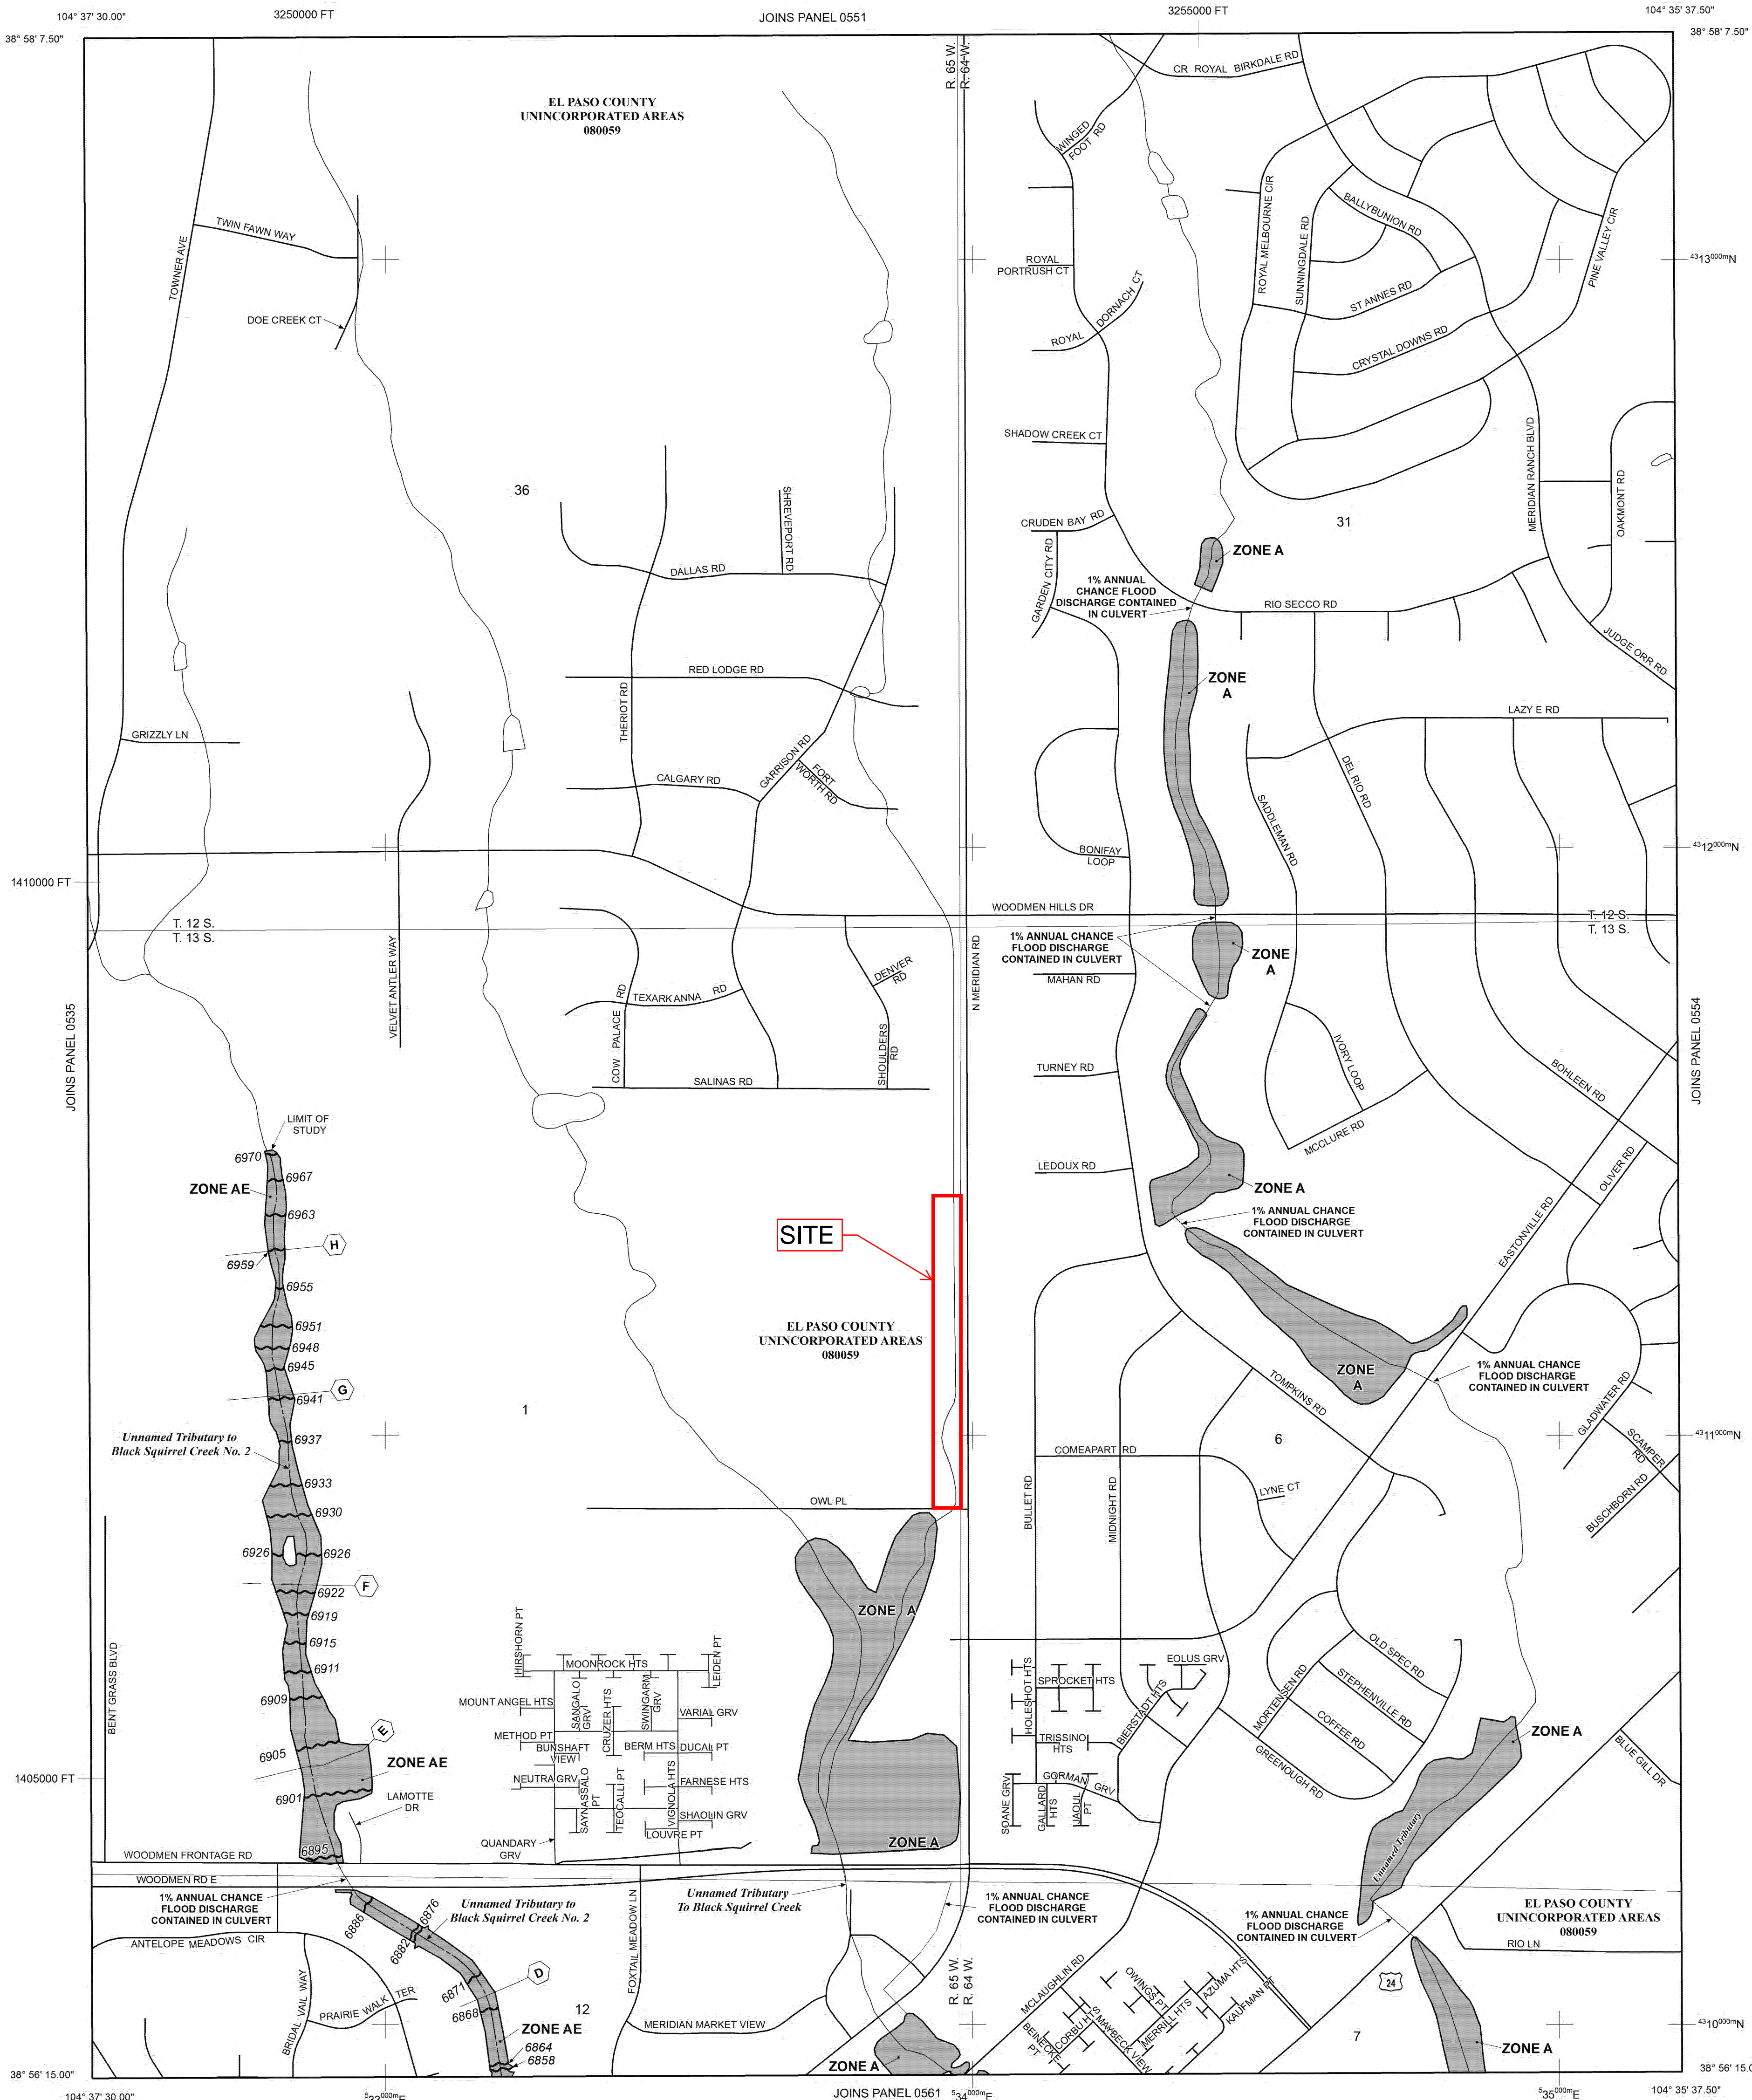 104° 37' 30.00"
3250000 FT
JOINS PANEL 0551
3255000 FT
104° 35' 37.50"
38° 58' 7.50"
38° 58' 7.50"
R. 65 W.
R. 64 W.
EL PASO COUNTY
UNINCORPORATED AREAS
080059
CR ROYAL BIRKDALE RD
WINGED
FOOT RD
TOWNER AVE
TWIN FAWN WAY
DOE CREEK CT
ROYAL MELBOURNE CIR
SUNNINGDALE RD
BALLYBUNION RD
PINE VALLEY CIR
ROYAL
PORTRUSH CT
ROYAL DORNACH CT
ST ANNES RD
CRYSTAL DOWNS RD
4313000mN
SHADOW CREEK CT
MERIDIAN RANCH BLVD
OAKMONT RD
36
SHREVEPORT RD
31
CRUDEN BAY RD
GARDEN CITY RD
ZONE A
DALLAS RD
1% ANNUAL
CHANCE FLOOD
DISCHARGE CONTAINED
IN CULVERT
RIO SECCO RD
JUDGE ORR RD
RED LODGE RD
THERIOT RD
ZONE
A
LAZY E RD
GRIZZLY LN
GARRISON RD
FORT
WORTH RD
CALGARY RD
DEL RIO RD
SADDLEMAN RD
BONIFAY
LOOP
4312000mN
1410000 FT
WOODMEN HILLS DR
T. 12 S.
T. 13 S.
T. 12 S.
T. 13 S.
VELVET ANTLER WAY
1% ANNUAL CHANCE
FLOOD DISCHARGE
CONTAINED IN CULVERT
ZONE
A
DENVER
RD
N MERIDIAN RD
MAHAN RD
TEXARKANNA RD
COW PALACE RD
SHOULDERS
RD
JOINS PANEL 0535
JOINS PANEL 0554
IVORY LOOP
TURNEY RD
SALINAS RD
BOHLEEN RD
LIMIT OF
STUDY
MCCLURE RD
6970
6967
ZONE AE
LEDOUX RD
OLIVER RD
ZONE A
6963
1% ANNUAL CHANCE
FLOOD DISCHARGE
CONTAINED IN CULVERT
SITE
EASTONVILLE RD
H
6959
6955
6951
EL PASO COUNTY
UNINCORPORATED AREAS
080059
6948
6945
ZONE
A
1% ANNUAL CHANCE
FLOOD DISCHARGE
CONTAINED IN CULVERT
G
6941
TOMPKINS RD
GLADWATER RD
1
Unnamed Tributary to
Black Squirrel Creek No. 2
6937
6
COMEAPART RD
SCAMPER
RD
4311000mN
6933
BULLET RD
MIDNIGHT RD
LYNE CT
BUSCHBORN RD
OWL PL
6930
6926
6926
F
6922
ZONE A
6919
6915
6911
BENT GRASS BLVD
HIRSHORN PT
MOONROCK HTS
LEIDEN PT
OLD SPEC RD
EOLUS GRV
HOLESHOT HTS
SPROCKET HTS
STEPHENVILLE RD
6909
MOUNT ANGEL HTS
SANGALO
GRV
CRUZER HTS
SWINGARM
GRV
VARIAL GRV
MORTENSEN RD
BIERSTADT HTS
COFFEE RD
E
METHOD PT
BUNSHAFT
VIEW
BERM HTS
DUCAL PT
TRISSINO
HTS
ZONE A
6905
ZONE AE
GREENOUGH RD
BLUE GILL DR
1405000 FT
NEUTRA GRV
SAYNASSALO
PT
TEOCALLI PT
VIGNOLA HTS
FARNESE HTS
GORMAN GRV
6901
LAMOTTE
DR
SHAOLIN GRV
LOUVRE PT
SOANE GRV
GALLARD
HTS
JAOUL
PT
Unnamed Tributary
QUANDARY
GRV
ZONE A
6895
WOODMEN FRONTAGE RD
WOODMEN RD E
1% ANNUAL CHANCE
FLOOD DISCHARGE
CONTAINED IN CULVERT
6886
6882
6876
Unnamed Tributary to
Black Squirrel Creek No. 2
FOXTAIL MEADOW LN
Unnamed Tributary
To Black Squirrel Creek
1% ANNUAL CHANCE
FLOOD DISCHARGE
CONTAINED IN CULVERT
1% ANNUAL CHANCE
FLOOD DISCHARGE
CONTAINED IN CULVERT
EL PASO COUNTY
UNINCORPORATED AREAS
080059
RIO LN
ANTELOPE MEADOWS CIR
D
6871
6868
BRIDAL VAIL WAY
PRAIRIE WALK TER
12
R. 65 W.
R. 64 W.
MCLAUGHLIN RD
OWINGS PT
AZUMA HTS
KAUFMAN PT
24
MERIDIAN MARKET VIEW
ZONE AE
6864
6858
BEINECKE
PT
CORBU HTS
MAYBECK VIEW
MERRILL HTS
7
4310000mN
ZONE A
ZONE A
38° 56' 15.00"
38° 56' 15.0
104° 37' 30.00"
533000mE
JOINS PANEL 0561
534000mE
535000mE
104° 35' 37.50"